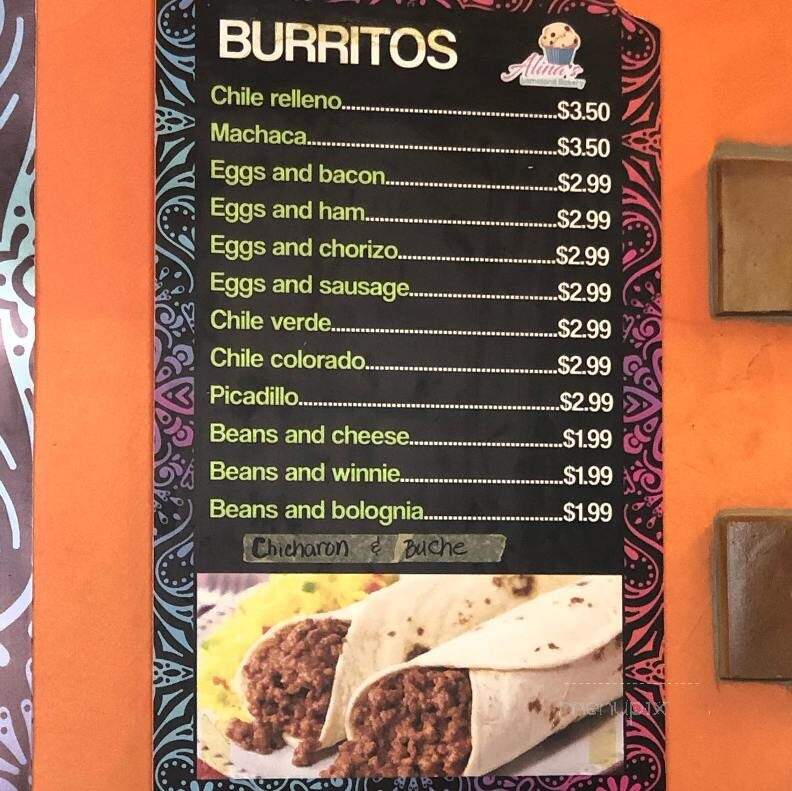 BURRITOS
Alina's
Lamoland Bakery
Chile relleno....................................$3.50
Machaca..........................................$3.50
Eggs and bacon...............................$2.99
Eggs and ham..................................$2.99
Eggs and chorizo.............................$2.99
Eggs and sausage...........................$2.99
Chile verde.......................................$2.99
Chile colorado.................................$2.99
Picadillo............................................$2.99
Beans and cheese...........................$1.99
Beans and winnie.............................$1.99
Beans and bolognia.........................$1.99
Chicharon & Buche
menupix